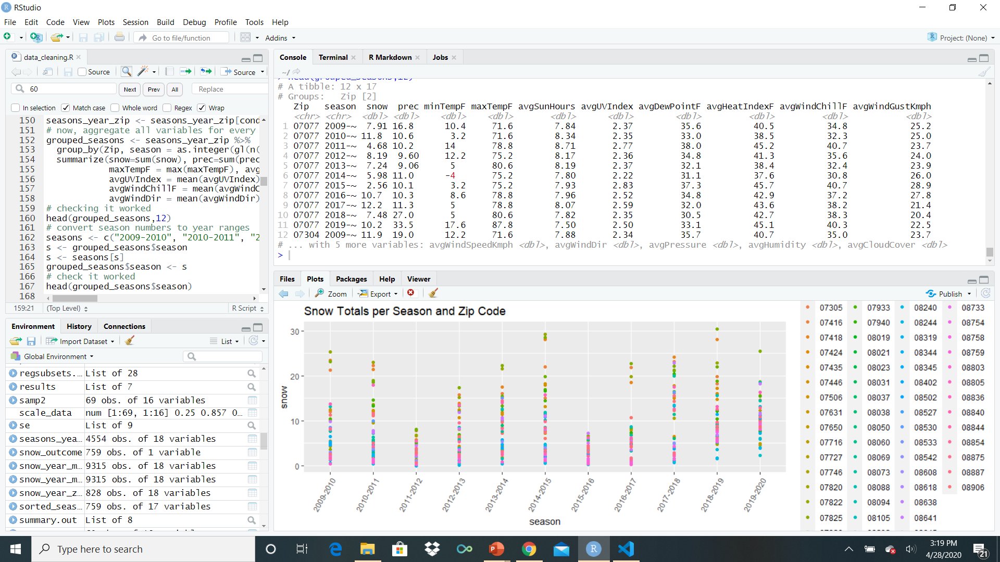 RStudio
File Edit Code View Plots Session Build Debug Profile Tools Help
Go to file/function Addins Project: (None)
data_cleaning.R
Source Source
60 Next Prev All Replace
In selection Match case Whole word Regex Wrap
150 seasons_year_zip <- seasons_year_zip[cond
151 # now, aggregate all variables for every
152 grouped_seasons <- seasons_year_zip %>%
153 group_by(Zip, season = as.integer(gl(n(
154 summarize(snow=sum(snow), prec=sum(prec
155 maxTempF = max(maxTempF), avg
156 avgUVIndex = mean(avgUVIndex)
157 avgWindChillF = mean(avgWindC
158 avgWindDir = mean(avgWindDir)
159 # checking it worked
160 head(grouped_seasons,12)
161 # convert season numbers to year ranges
162 seasons <- c("2009-2010", "2010-2011", "2
163 s <- grouped_seasons$season
164 s <- seasons[s]
165 grouped_seasons$season <- s
166 # check it worked
167 head(grouped_seasons$season)
168
159:21 (Top Level) R Script
Environment History Connections
Import Dataset List
Global Environment
regsubsets.… List of 28
results List of 7
samp2 69 obs. of 16 variables
scale_data num [1:69, 1:16] 0.25 0.857 0…
se List of 9
seasons_yea… 4554 obs. of 18 variables
snow_outcome 759 obs. of 1 variable
snow_year_m… 9315 obs. of 18 variables
snow_year_m… 9315 obs. of 18 variables
snow_year_z… 828 obs. of 18 variables
sorted_seas… 759 obs. of 17 variables
summary.out List of 8
Console Terminal R Markdown Jobs
~/
> head(grouped_seasons,12)
# A tibble: 12 x 17
# Groups: Zip [2]
Zip season snow prec minTempF maxTempF avgSunHours avgUVIndex avgDewPointF avgHeatIndexF avgWindChillF avgWindGustKmph
<chr> <chr> <dbl> <dbl> <dbl> <dbl> <dbl> <dbl> <dbl> <dbl> <dbl> <dbl>
1 07077 2009-~ 7.91 16.8 10.4 71.6 7.84 2.37 35.6 40.5 34.8 25.2
2 07077 2010-~ 11.8 10.6 3.2 71.6 8.34 2.35 33.0 38.5 32.3 25.0
3 07077 2011-~ 4.68 10.2 14 78.8 8.71 2.77 38.0 45.2 40.7 23.7
4 07077 2012-~ 8.19 9.60 12.2 75.2 8.17 2.36 34.8 41.3 35.6 24.0
5 07077 2013-~ 7.24 9.06 5 80.6 8.19 2.37 32.1 38.4 32.4 23.9
6 07077 2014-~ 5.98 11.0 -4 75.2 7.80 2.22 31.1 37.6 30.8 26.0
7 07077 2015-~ 2.56 10.1 3.2 75.2 7.93 2.83 37.3 45.7 40.7 28.9
8 07077 2016-~ 10.7 10.3 8.6 78.8 7.96 2.52 34.8 42.9 37.2 27.8
9 07077 2017-~ 12.2 11.3 5 78.8 8.07 2.59 32.0 43.6 38.2 21.4
10 07077 2018-~ 7.48 27.0 5 80.6 7.82 2.35 30.5 42.7 38.3 20.4
11 07077 2019-~ 10.2 33.5 17.6 87.8 7.50 2.50 33.1 45.1 40.3 22.5
12 07304 2009-~ 11.9 19.0 12.2 71.6 7.88 2.34 35.7 40.7 35.0 23.7
# ... with 5 more variables: avgWindSpeedKmph <dbl>, avgWindDir <dbl>, avgPressure <dbl>, avgHumidity <dbl>, avgCloudCover <dbl>
>
Files Plots Packages Help Viewer
Zoom Export Publish
Snow Totals per Season and Zip Code
30
20
10
0
snow
2009-2010 2010-2011 2011-2012 2012-2013 2013-2014 2014-2015 2015-2016 2016-2017 2017-2018 2018-2019 2019-2020
season
07305 07933 08240 08733
07416 07940 08244 08754
07418 08019 08319 08758
07424 08021 08344 08759
07435 08023 08345 08803
07446 08031 08402 08805
07506 08037 08502 08836
07631 08038 08527 08840
07650 08050 08530 08844
07716 08060 08533 08854
07727 08069 08542 08875
07746 08073 08608 08887
07820 08088 08618 08906
07822 08094 08638
07825 08105 08641
Type here to search
3:19 PM
4/28/2020
21